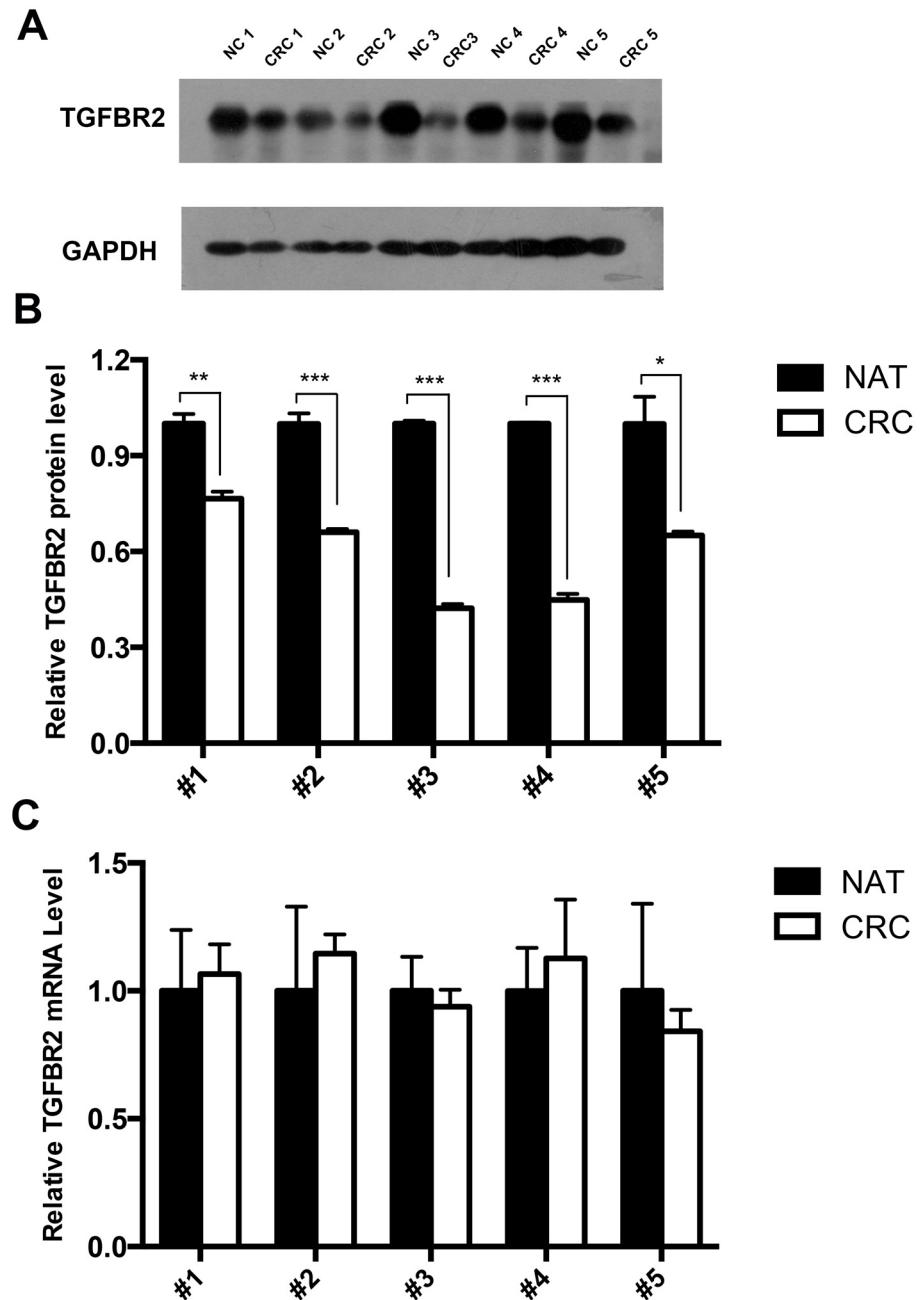 A
NC 1 CRC 1 NC 2 CRC 2 NC 3 CRC3 NC 4 CRC 4 NC 5 CRC 5
TGFBR2
GAPDH
B
Relative TGFBR2 protein level
1.2
0.9
0.6
0.3
0.0
** *** *** *** *
NAT
CRC
#1 #2 #3 #4 #5
C
Relative TGFBR2 mRNA Level
1.5
1.0
0.5
0.0
NAT
CRC
#1 #2 #3 #4 #5